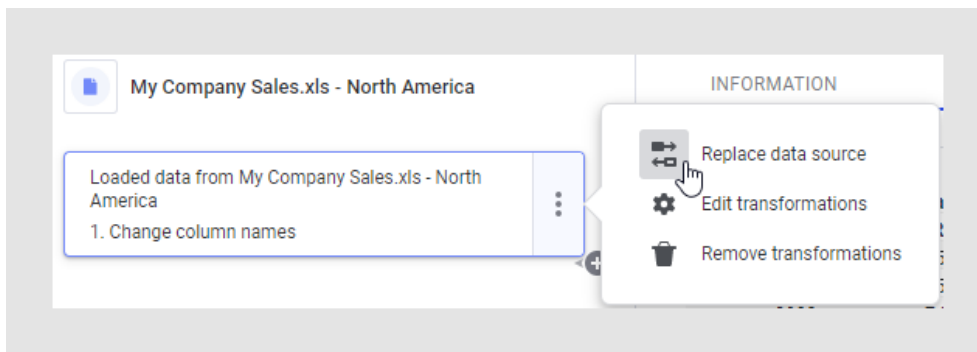 My Company Sales.xls - North America
INFORMATION
Loaded data from My Company Sales.xls - North
America
1. Change column names
Replace data source
Edit transformations
Remove transformations